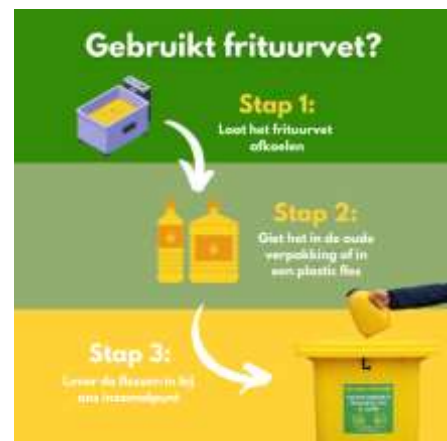 Gebruikt frituurvet?
Stap 1:
Laat het frituurvet
afkoelen
Stap 2:
Giet het in de oude
verpakking of in
een plastic fles
Stap 3:
Lever de flessen in bij
ons inzamelpunt